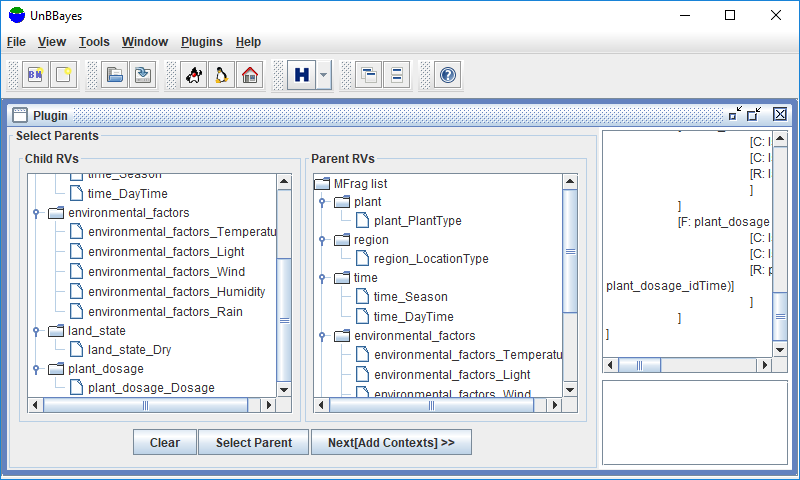 UnBBayes
File View Tools Window Plugins Help
BN
H
?
Plugin
Select Parents
Child RVs
time_Season
time_DayTime
environmental_factors
environmental_factors_Temperatu
environmental_factors_Light
environmental_factors_Wind
environmental_factors_Humidity
environmental_factors_Rain
land_state
land_state_Dry
plant_dosage
plant_dosage_Dosage
Parent RVs
MFrag list
plant
plant_PlantType
region
region_LocationType
time
time_Season
time_DayTime
environmental_factors
environmental_factors_Temperatu
environmental_factors_Light
environmental_factors_Wind
Clear
Select Parent
Next[Add Contexts] >>
[C: l
[C: l
[R: l
]
]
[F: plant_dosage
[C: l
[C: l
[R: p
plant_dosage_idTime)]
]
]
]